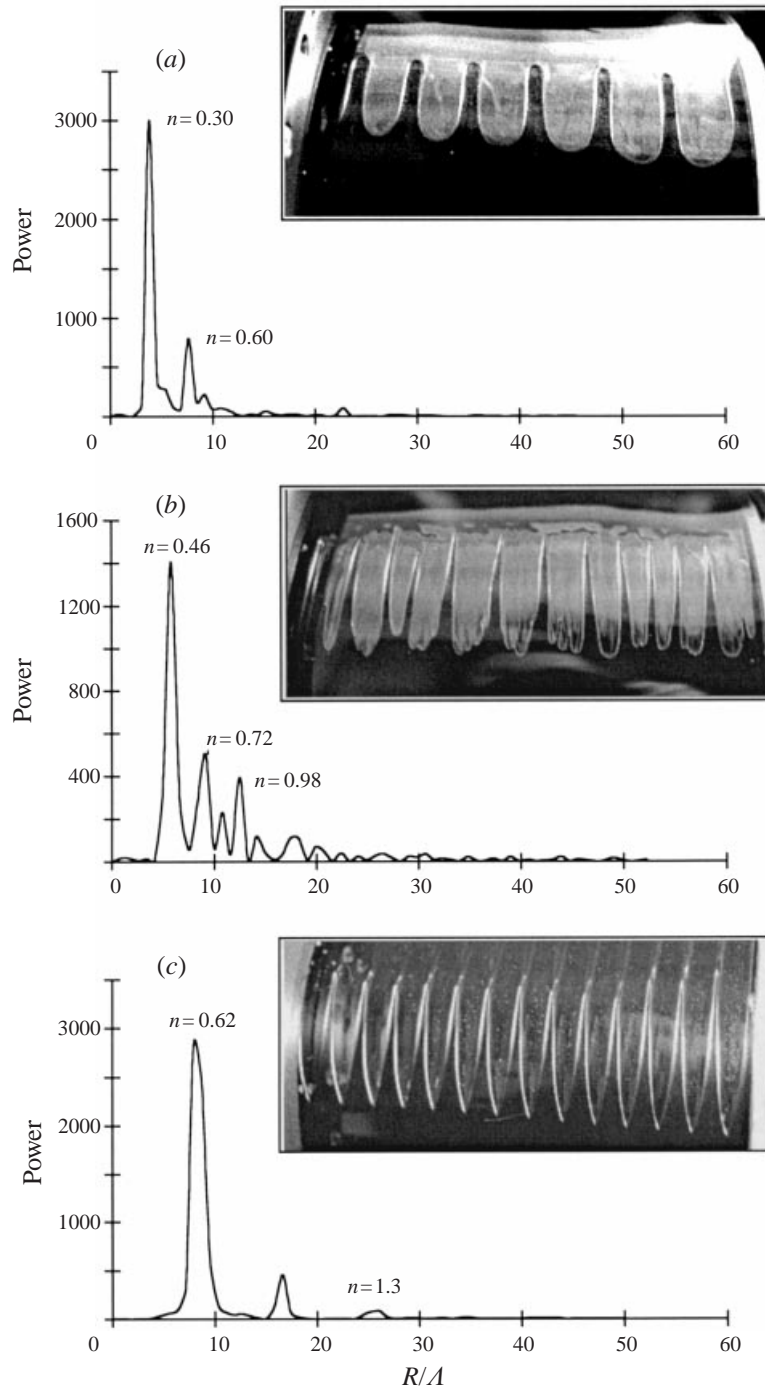 (a)
Power
3000
2000
1000
n = 0.30
n = 0.60
0 10 20 30 40 50 60
(b)
Power
1600
1200
800
400
n = 0.46
n = 0.72
n = 0.98
0 10 20 30 40 50 60
(c)
Power
3000
2000
1000
n = 0.62
n = 1.3
0 10 20 30 40 50 60
R/Λ